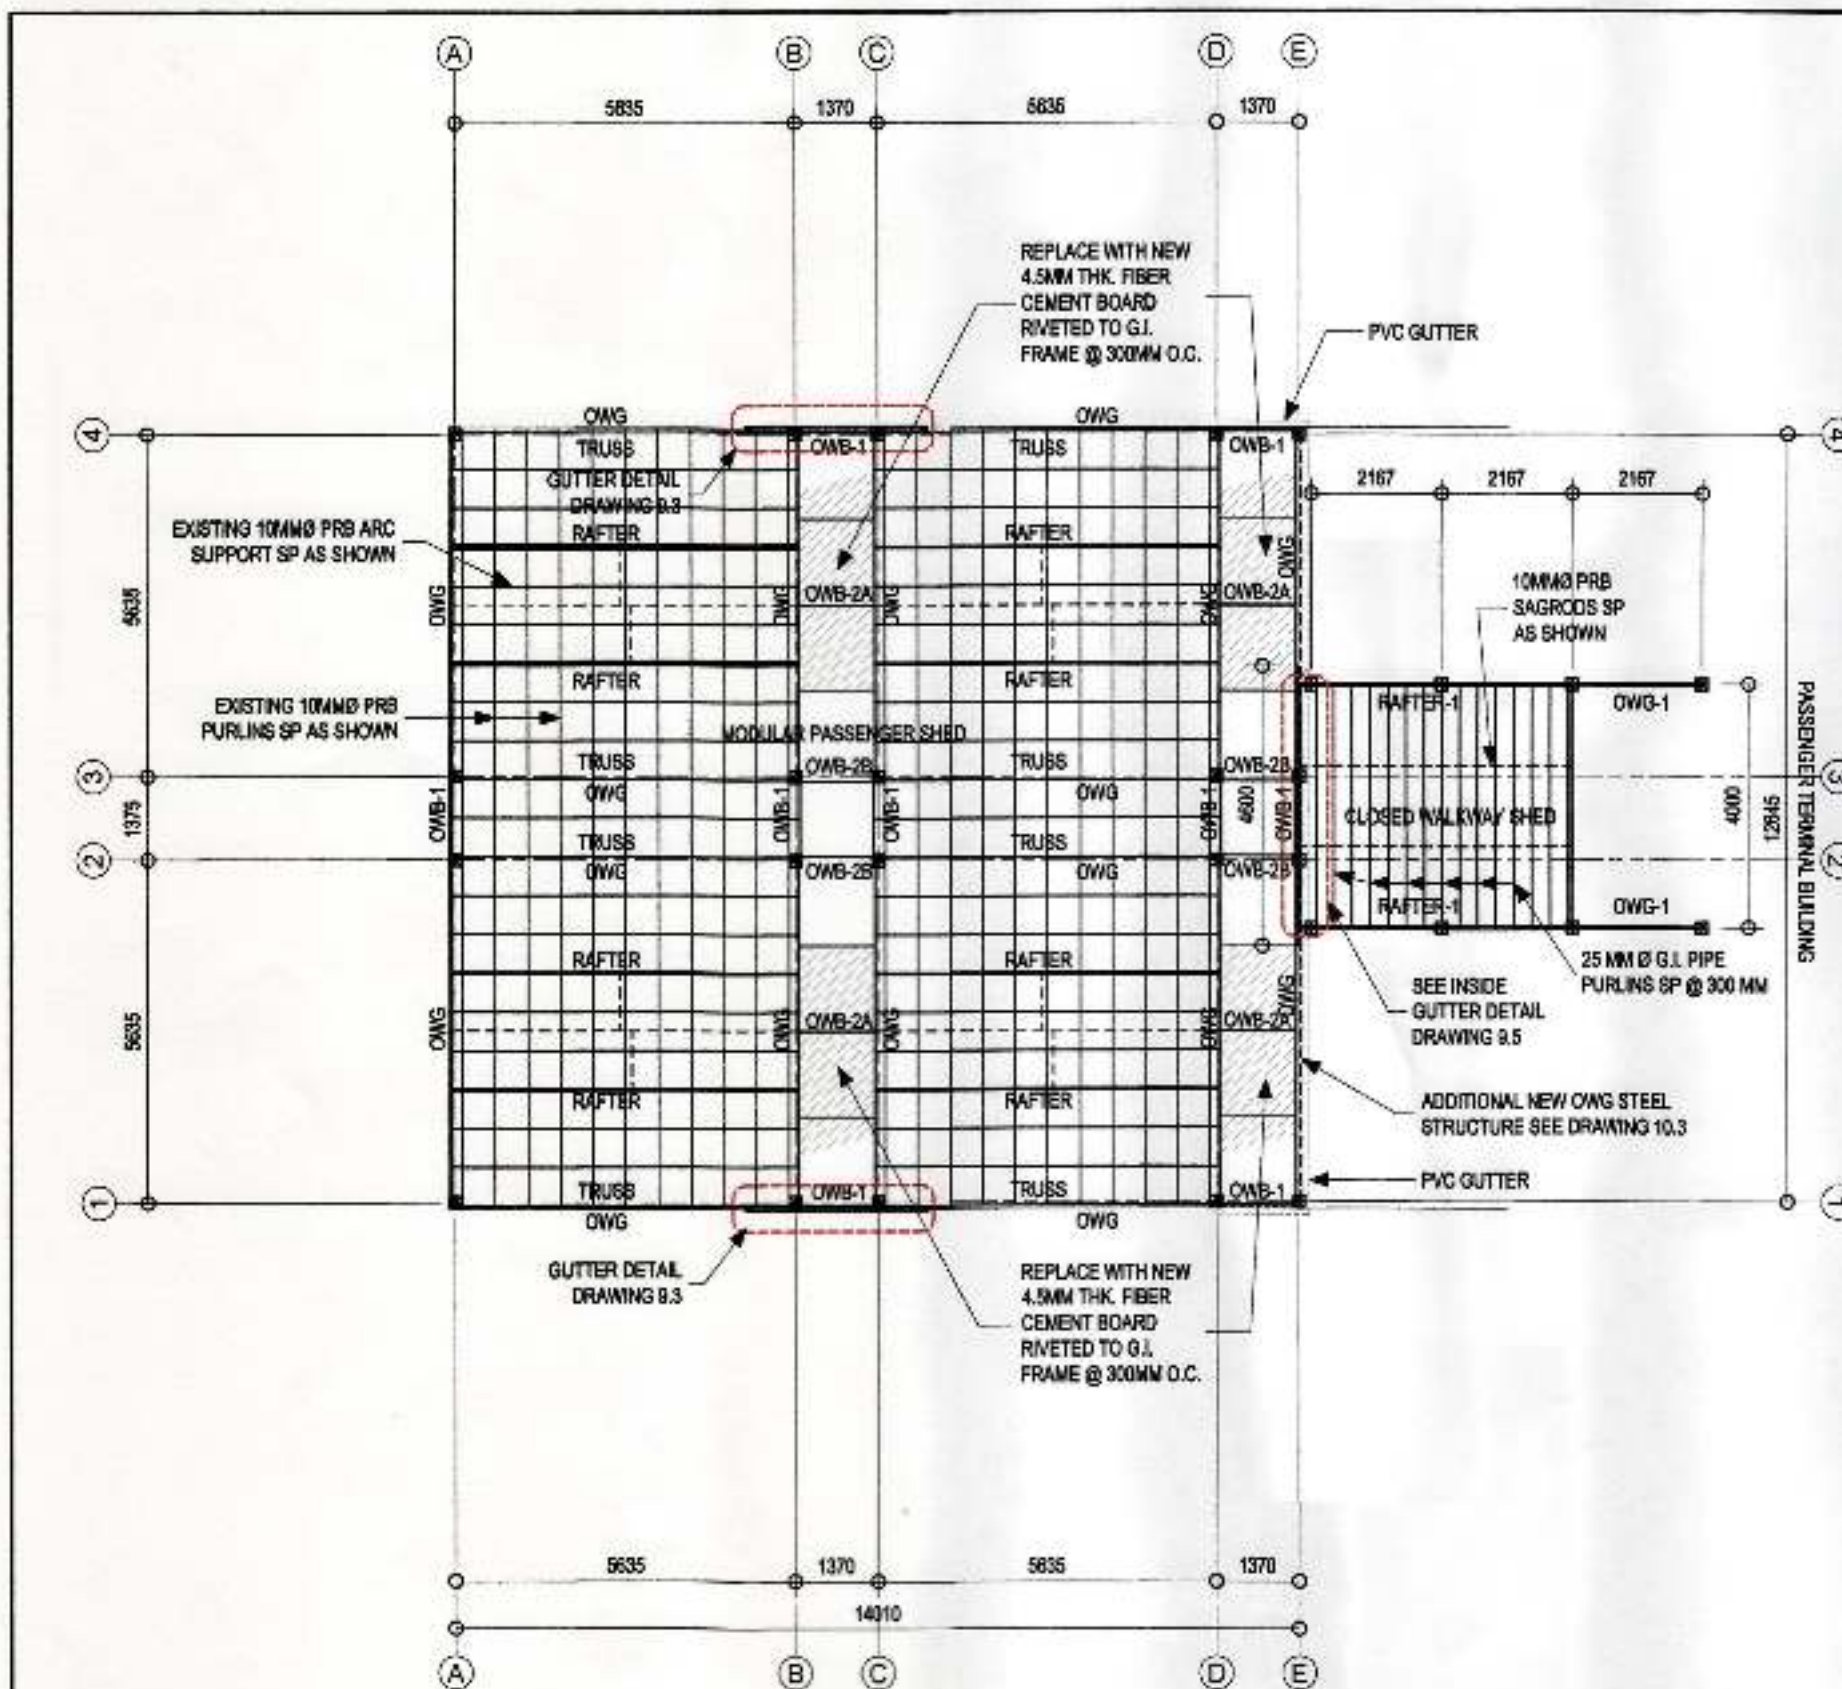 A B C D E
5635 1370 5635 1370
REPLACE WITH NEW
4.5MM THK. FIBER
CEMENT BOARD
RIVETED TO G.I.
FRAME @ 300MM O.C.
PVC GUTTER
4 OWG OWG 4
TRUSS OWB-1 TRUSS OWB-1
2167 2167 2167
GUTTER DETAIL
DRAWING 9.3
EXISTING 10MMØ PRB ARC
SUPPORT SP AS SHOWN
RAFTER RAFTER
OWG
10MMØ PRB
SAGRODS SP
AS SHOWN
5635
OWG OWG OWB-2A OWG OWG OWB-2A
RAFTER RAFTER
EXISTING 10MMØ PRB
PURLINS SP AS SHOWN
RAFTER-1 OWG-1
MODULAR PASSENGER SHED
TRUSS OWB-2B TRUSS OWB-2B
3 3
OWG OWG
1375
OWB-1 OWB-1 OWB-1 OWB-1 4600 OWB-1
CLOSED WALKWAY SHED
4000
12645
PASSENGER TERMINAL BUILDING
TRUSS TRUSS
2 2
OWG OWB-2B OWG OWB-2B
RAFTER-1 OWG-1
RAFTER RAFTER
25 MM Ø G.I. PIPE
PURLINS SP @ 300 MM
SEE INSIDE
GUTTER DETAIL
DRAWING 9.5
OWG
5635
OWG OWG OWB-2A OWG OWG OWB-2A
RAFTER RAFTER
ADDITIONAL NEW OWG STEEL
STRUCTURE SEE DRAWING 10.3
PVC GUTTER
TRUSS OWB-1 TRUSS OWB-1
1 1
OWG OWG
GUTTER DETAIL
DRAWING 9.3
REPLACE WITH NEW
4.5MM THK. FIBER
CEMENT BOARD
RIVETED TO G.I.
FRAME @ 300MM O.C.
5635 1370 5635 1370
14010
A B C D E